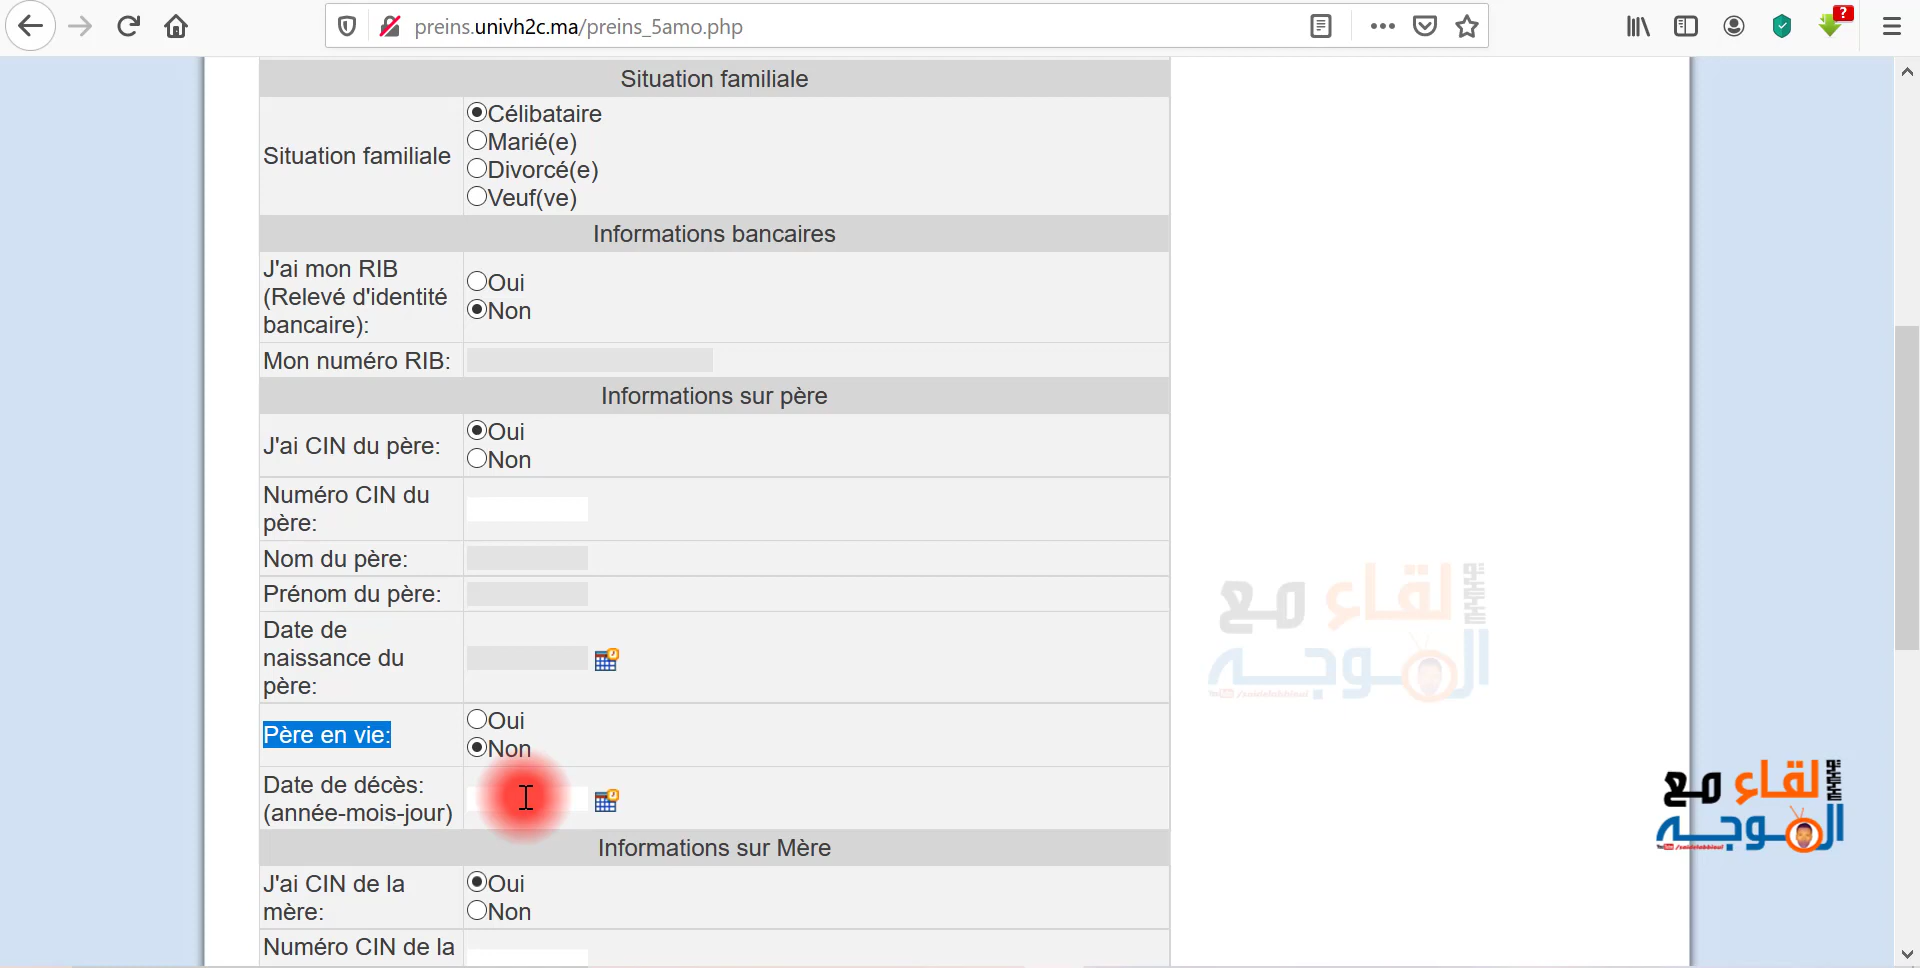 preins.univh2c.ma/preins_5amo.php
?
Situation familiale
Situation familiale
Célibataire
Marié(e)
Divorcé(e)
Veuf(ve)
Informations bancaires
J'ai mon RIB
(Relevé d'identité
bancaire):
Oui
Non
Mon numéro RIB:
Informations sur père
J'ai CIN du père:
Oui
Non
Numéro CIN du
père:
Nom du père:
Prénom du père:
Date de
naissance du
père:
Père en vie:
Oui
Non
Date de décès:
(année-mois-jour)
Informations sur Mère
J'ai CIN de la
mère:
Oui
Non
Numéro CIN de la
لقاء مع
الموجه
لقاء مع
الموجه